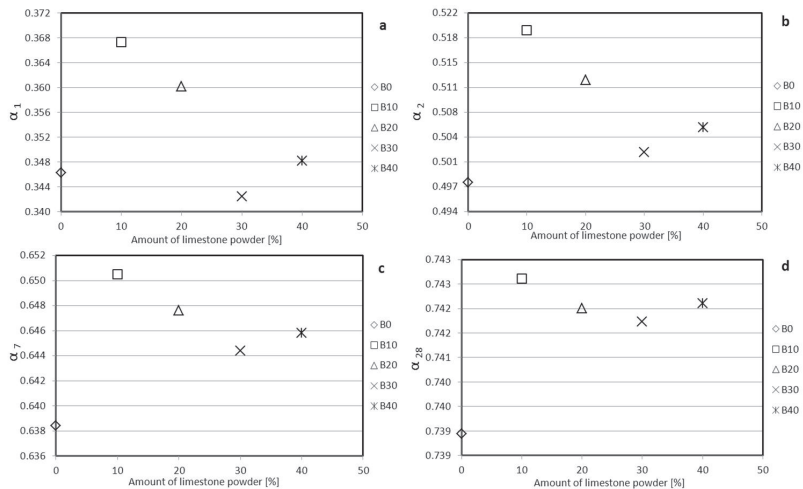 a
0.372
0.368
0.364
0.360
0.356
0.352
0.348
0.344
0.340
α 1
0
10
20
30
40
50
Amount of limestone powder [%]
B0
B10
B20
B30
B40
b
0.522
0.518
0.515
0.511
0.508
0.504
0.501
0.497
0.494
α 2
0
10
20
30
40
50
Amount of limestone powder [%]
B0
B10
B20
B30
B40
c
0.652
0.650
0.648
0.646
0.644
0.642
0.640
0.638
0.636
α 7
0
10
20
30
40
50
Amount of limestone powder [%]
B0
B10
B20
B30
B40
d
0.743
0.743
0.742
0.742
0.741
0.740
0.740
0.739
0.739
α 28
0
10
20
30
40
50
Amount of limestone powder [%]
B0
B10
B20
B30
B40